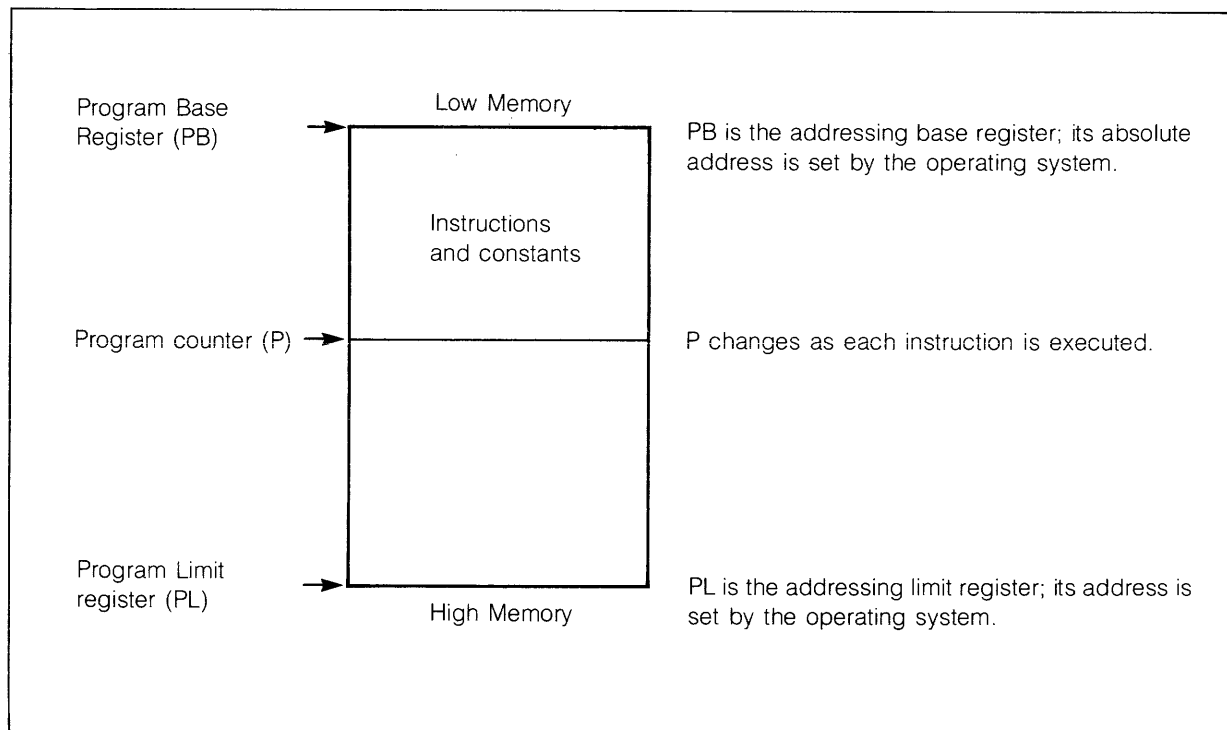 Low Memory
Program Base
Register (PB)
PB is the addressing base register; its absolute
address is set by the operating system.
Instructions
and constants
Program counter (P)
P changes as each instruction is executed.
Program Limit
register (PL)
PL is the addressing limit register; its address is
set by the operating system.
High Memory